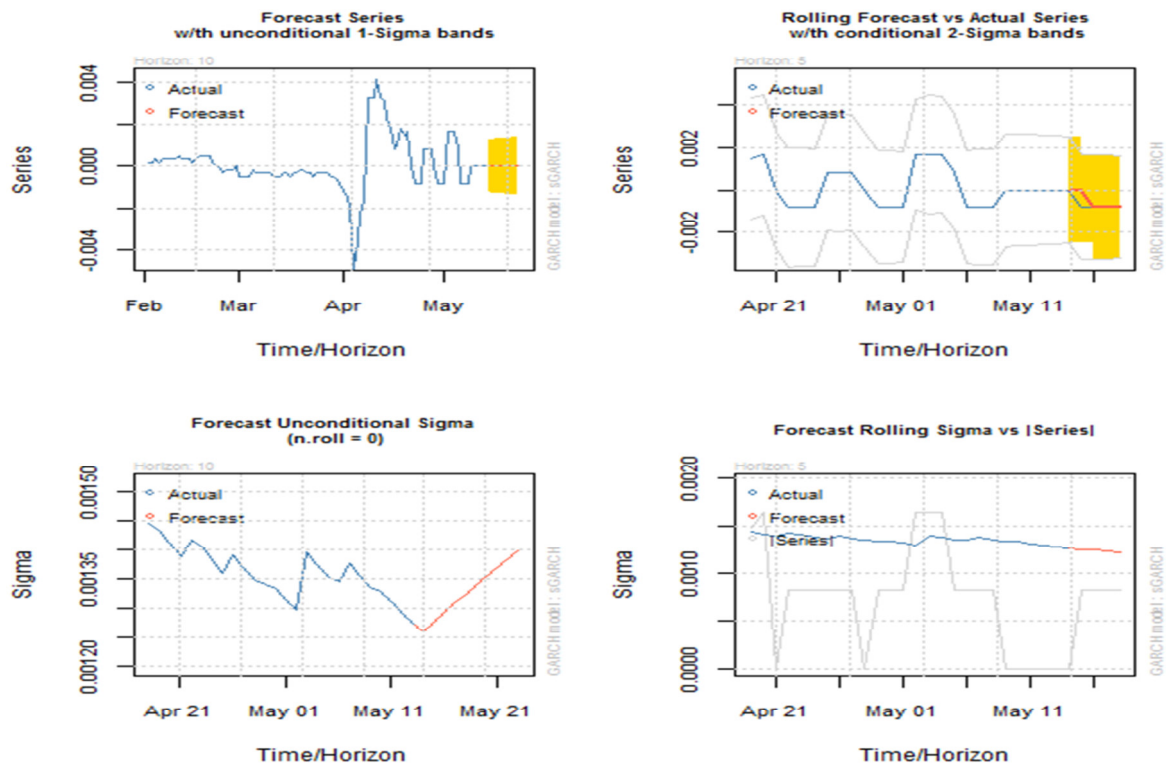 Forecast Series
w/th unconditional 1-Sigma bands
Horizon: 10
Actual
Forecast
Series
0.004
0.000
-0.004
Feb Mar Apr May
Time/Horizon
GARCH model : sGARCH
Rolling Forecast vs Actual Series
w/th conditional 2-Sigma bands
Horizon: 5
Actual
Forecast
Series
0.002
-0.002
Apr 21 May 01 May 11
Time/Horizon
GARCH model : sGARCH
Forecast Unconditional Sigma
(n.roll = 0)
Horizon: 10
Actual
Forecast
Sigma
0.00150
0.00135
0.00120
Apr 21 May 01 May 11 May 21
Time/Horizon
GARCH model : sGARCH
Forecast Rolling Sigma vs |Series|
Horizon: 5
Actual
Forecast
|Series|
Sigma
0.0020
0.0010
0.0000
Apr 21 May 01 May 11
Time/Horizon
GARCH model : sGARCH